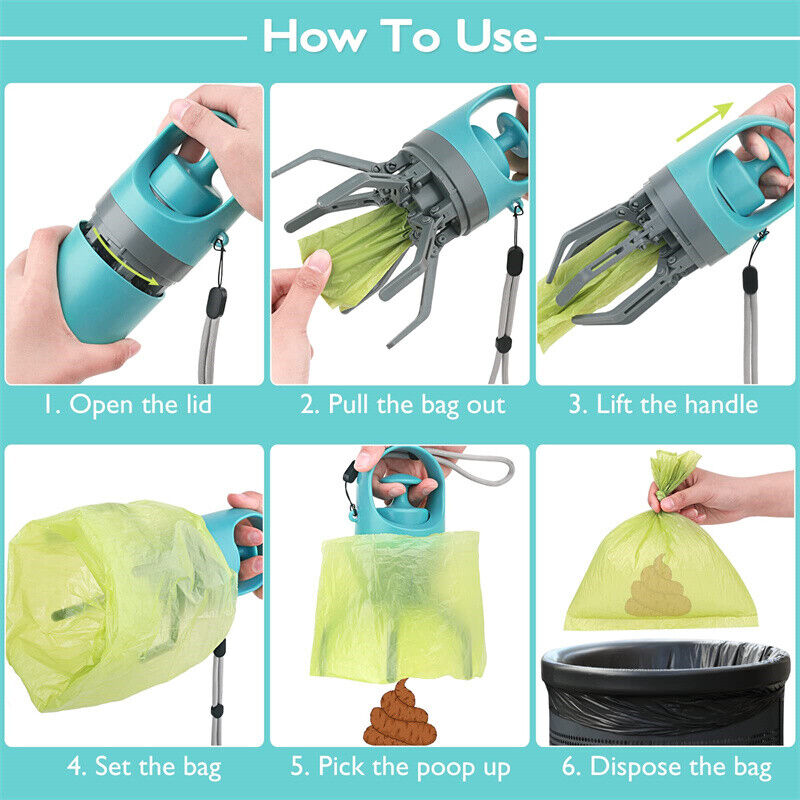 How To Use
1. Open the lid
2. Pull the bag out
3. Lift the handle
4. Set the bag
5. Pick the poop up
6. Dispose the bag